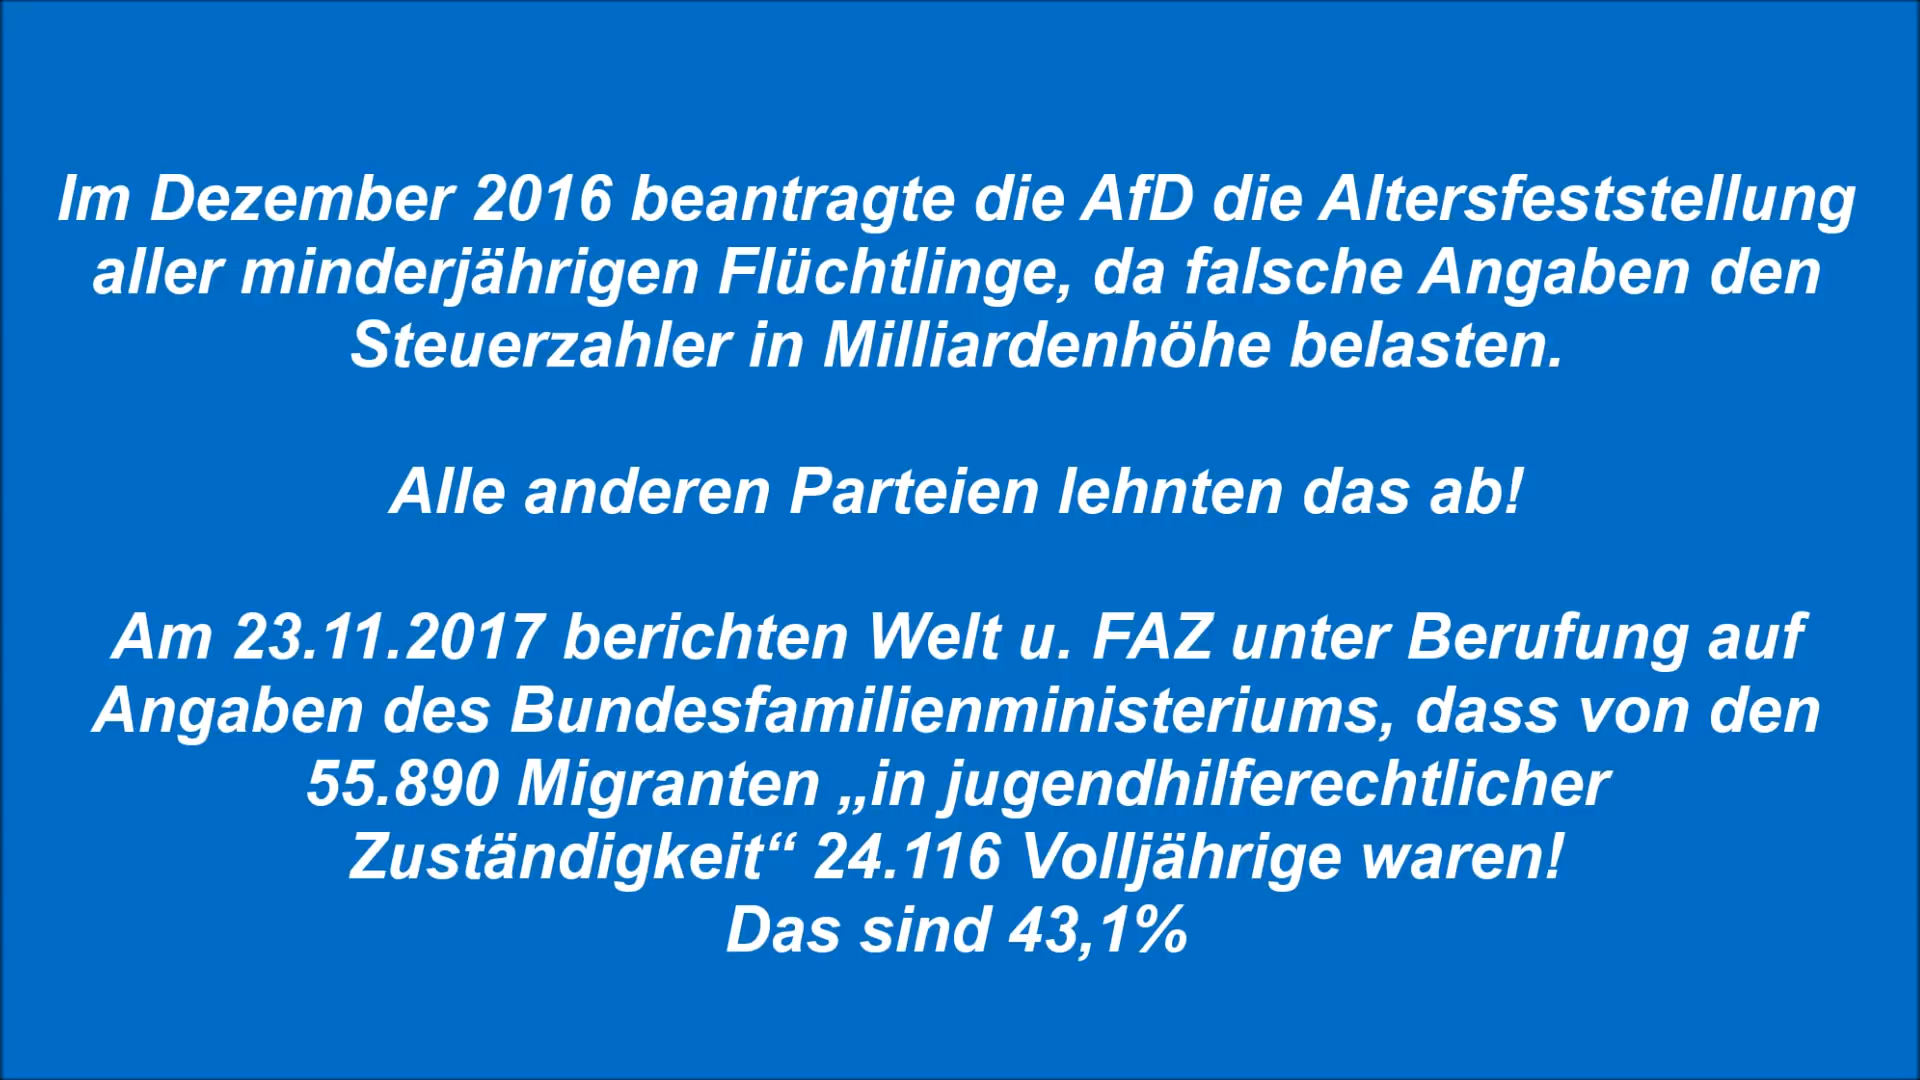 Im Dezember 2016 beantragte die AfD die Altersfeststellung
aller minderjährigen Flüchtlinge, da falsche Angaben den
Steuerzahler in Milliardenhöhe belasten.
Alle anderen Parteien lehnten das ab!
Am 23.11.2017 berichten Welt u. FAZ unter Berufung auf
Angaben des Bundesfamilienministeriums, dass von den
55.890 Migranten „in jugendhilferechtlicher
Zuständigkeit“ 24.116 Volljährige waren!
Das sind 43,1%